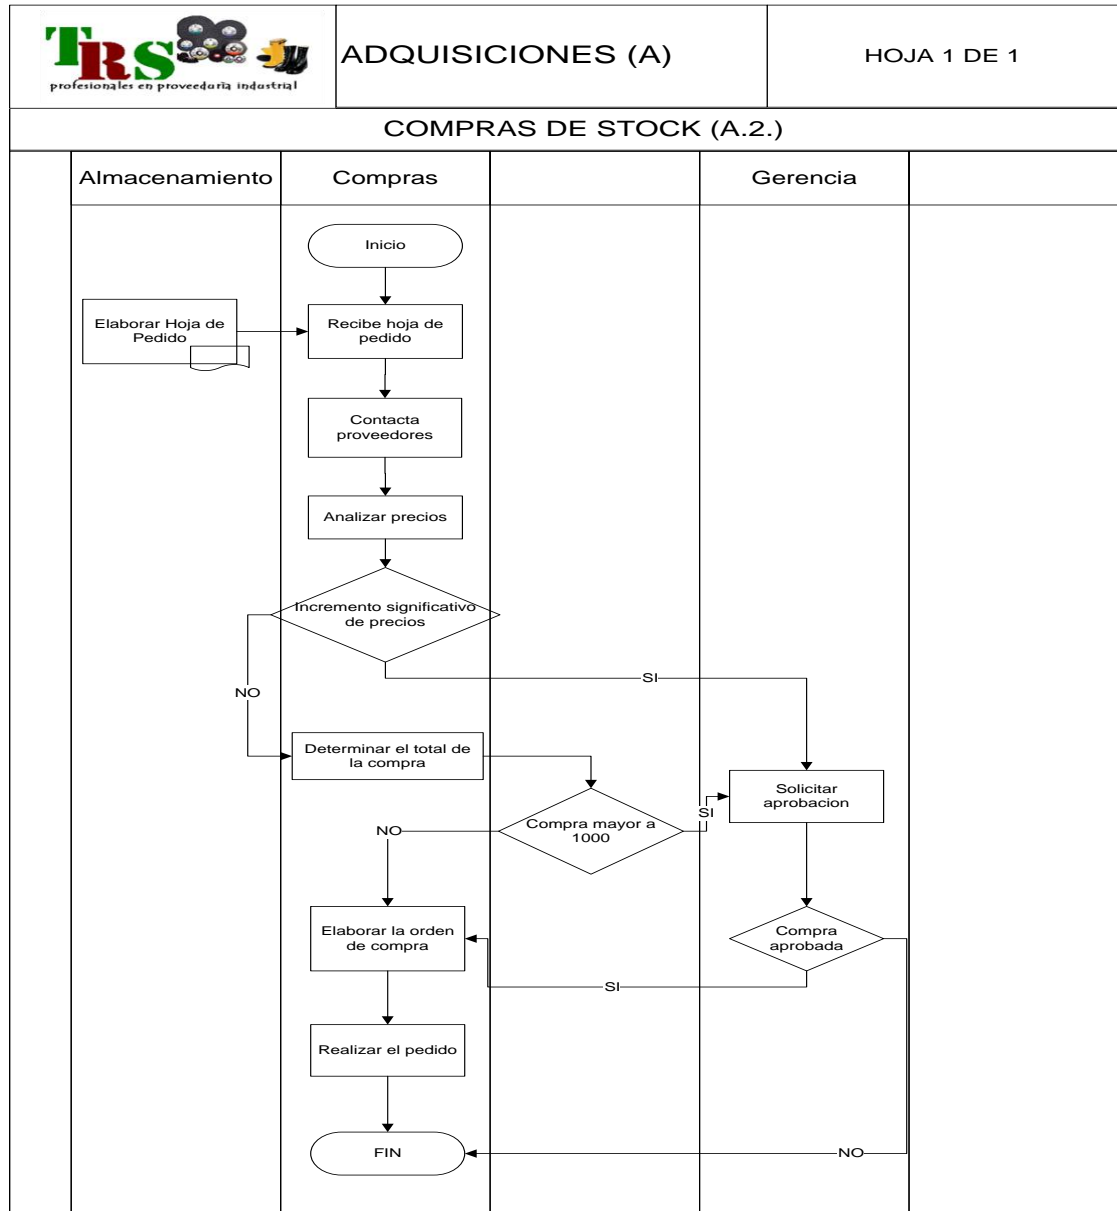 TRS
profesionales en proveeduria industrial
ADQUISICIONES (A)
HOJA 1 DE 1
COMPRAS DE STOCK (A.2.)
Almacenamiento
Compras
Gerencia
Inicio
Elaborar Hoja de
Pedido
Recibe hoja de
pedido
Contacta
proveedores
Analizar precios
Incremento significativo
de precios
SI
NO
Determinar el total de
la compra
Solicitar
aprobacion
SI
Compra mayor a
1000
NO
Elaborar la orden
de compra
Compra
aprobada
SI
Realizar el pedido
FIN
NO